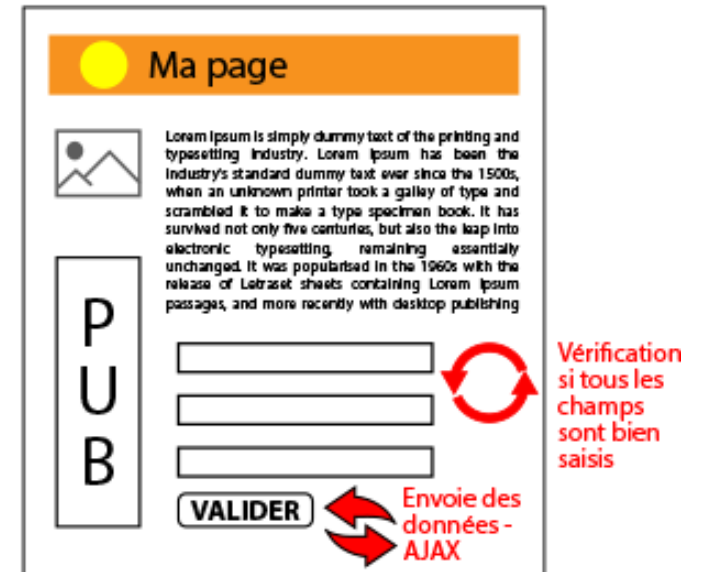 Ma page
Lorem Ipsum is simply dummy text of the printing and
typesetting industry. Lorem Ipsum has been the
industry's standard dummy text ever since the 1500s,
when an unknown printer took a galley of type and
scrambled it to make a type specimen book. It has
survived not only five centuries, but also the leap into
electronic typesetting, remaining essentially
unchanged. It was popularised in the 1960s with the
release of Letraset sheets containing Lorem Ipsum
passages, and more recently with desktop publishing
P
U
B
Vérification
si tous les
champs
sont bien
saisis
VALIDER
Envoie des
données -
AJAX